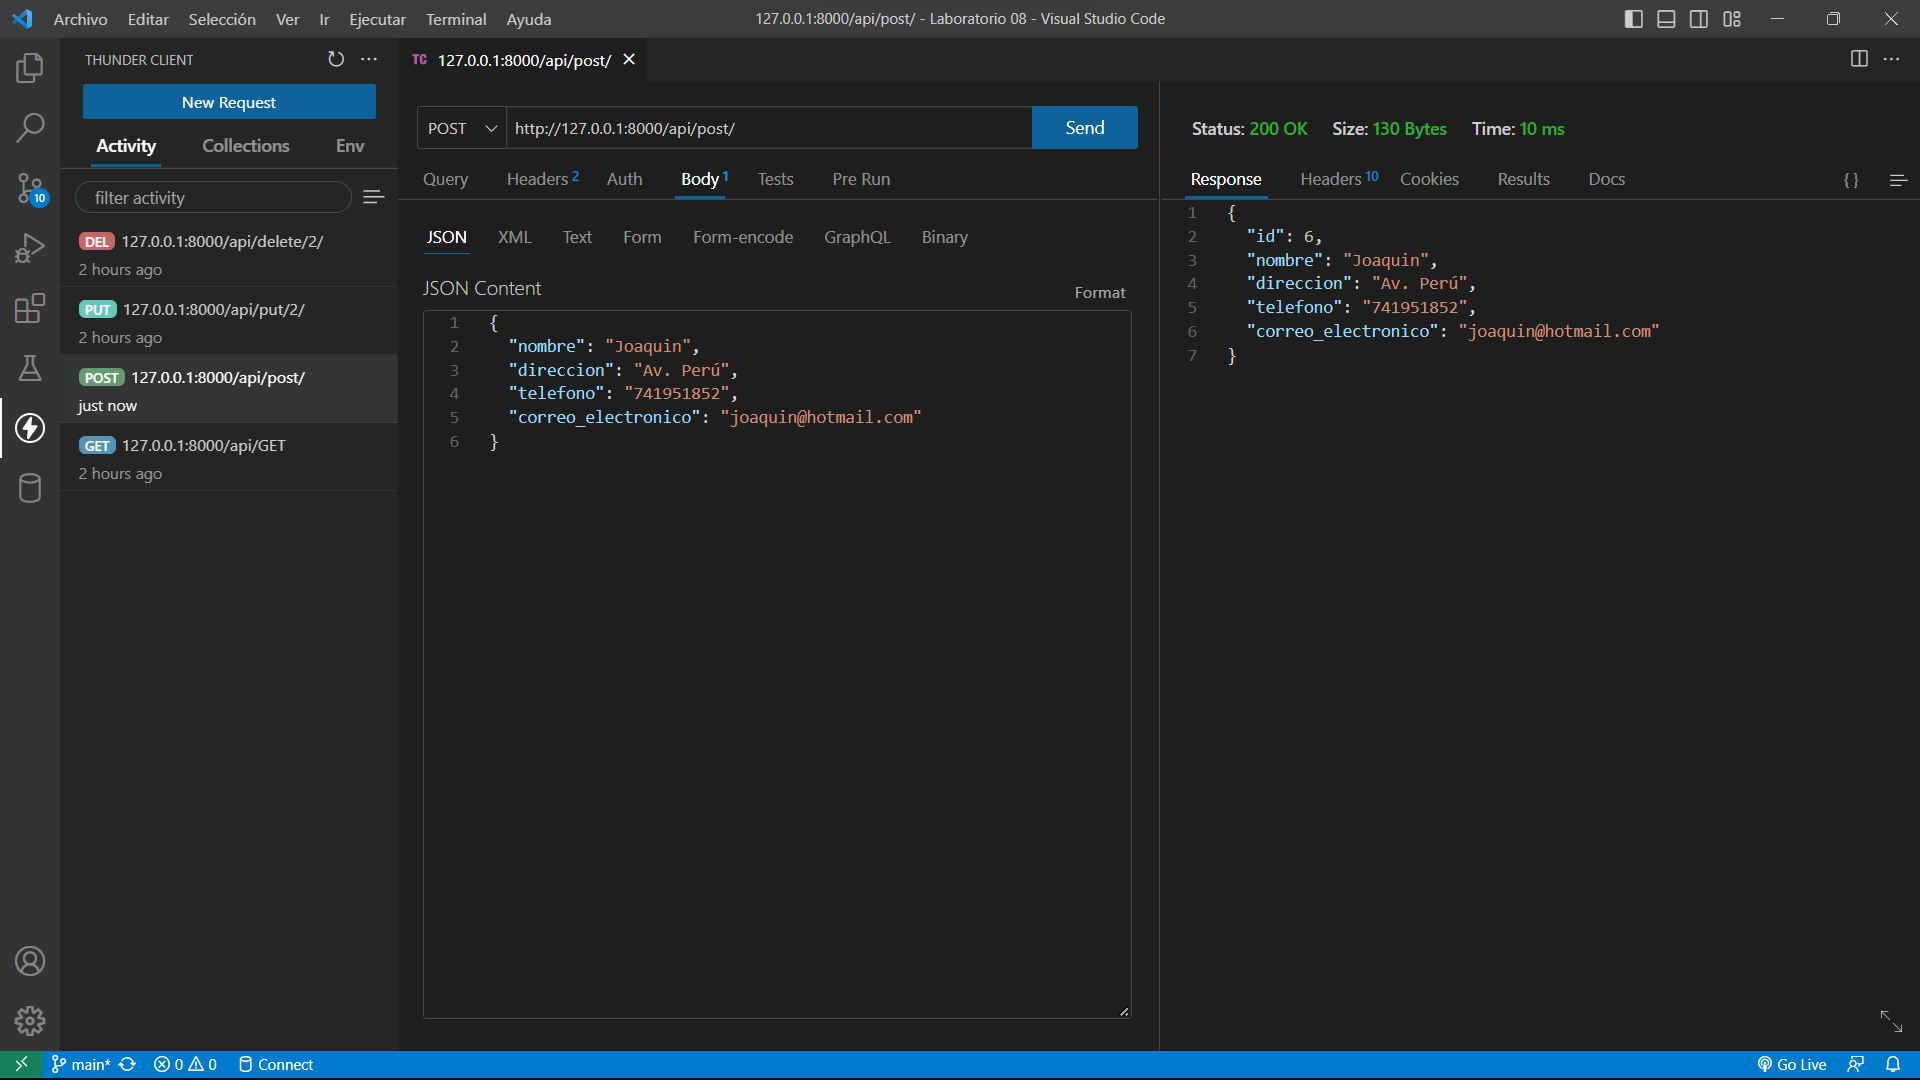 Archivo Editar Selección Ver Ir Ejecutar Terminal Ayuda
127.0.0.1:8000/api/post/ - Laboratorio 08 - Visual Studio Code
THUNDER CLIENT
New Request
Activity Collections Env
filter activity
DEL 127.0.0.1:8000/api/delete/2/
2 hours ago
PUT 127.0.0.1:8000/api/put/2/
2 hours ago
POST 127.0.0.1:8000/api/post/
just now
GET 127.0.0.1:8000/api/GET
2 hours ago
10
TC 127.0.0.1:8000/api/post/
POST http://127.0.0.1:8000/api/post/ Send
Query Headers 2 Auth Body 1 Tests Pre Run
JSON XML Text Form Form-encode GraphQL Binary
JSON Content
Format
1 {
2 "nombre": "Joaquin",
3 "direccion": "Av. Perú",
4 "telefono": "741951852",
5 "correo_electronico": "joaquin@hotmail.com"
6 }
Status: 200 OK Size: 130 Bytes Time: 10 ms
Response Headers 10 Cookies Results Docs { }
1 {
2 "id": 6,
3 "nombre": "Joaquin",
4 "direccion": "Av. Perú",
5 "telefono": "741951852",
6 "correo_electronico": "joaquin@hotmail.com"
7 }
main* 0 0 Connect
Go Live